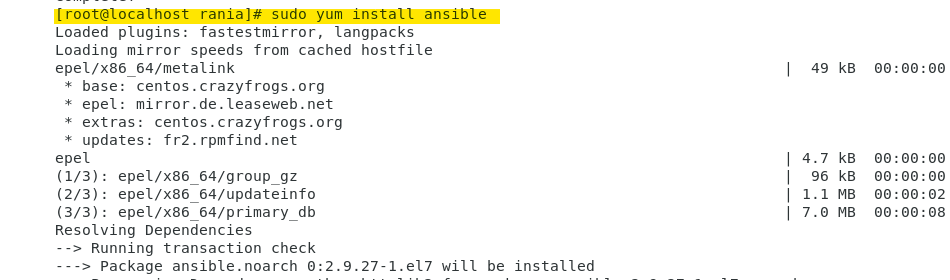 [root@localhost rania]# sudo yum install ansible
Loaded plugins: fastestmirror, langpacks
Loading mirror speeds from cached hostfile
epel/x86_64/metalink | 49 kB 00:00:00
 * base: centos.crazyfrogs.org
 * epel: mirror.de.leaseweb.net
 * extras: centos.crazyfrogs.org
 * updates: fr2.rpmfind.net
epel | 4.7 kB 00:00:00
(1/3): epel/x86_64/group_gz | 96 kB 00:00:00
(2/3): epel/x86_64/updateinfo | 1.1 MB 00:00:02
(3/3): epel/x86_64/primary_db | 7.0 MB 00:00:08
Resolving Dependencies
--> Running transaction check
---> Package ansible.noarch 0:2.9.27-1.el7 will be installed